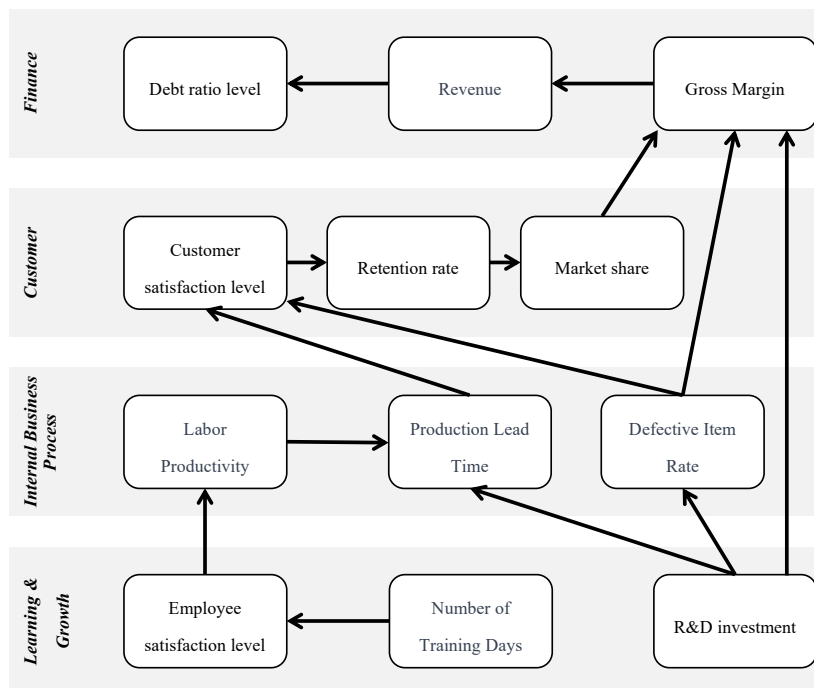 Finance
Debt ratio level
Revenue
Gross Margin
Customer
Customer
satisfaction level
Retention rate
Market share
Internal Business
Process
Labor
Productivity
Production Lead
Time
Defective Item
Rate
Learning &
Growth
Employee
satisfaction level
Number of
Training Days
R&D investment